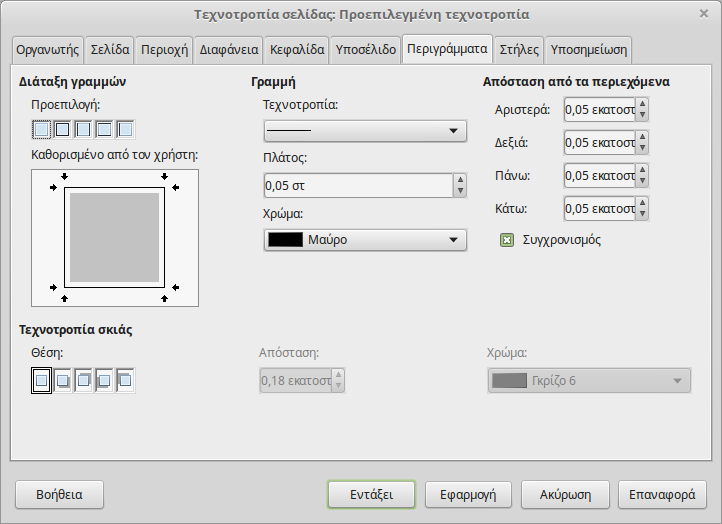 Τεχνοτροπία σελίδας: Προεπιλεγμένη τεχνοτροπία
Οργανωτής Σελίδα Περιοχή Διαφάνεια Κεφαλίδα Υποσέλιδο Περιγράμματα Στήλες Υποσημείωση
Διάταξη γραμμών Γραμμή Απόσταση από τα περιεχόμενα
Προεπιλογή: Τεχνοτροπία: Αριστερά: 0,05 εκατοστ
Δεξιά: 0,05 εκατοστ
Καθορισμένο από τον χρήστη: Πλάτος:
0,05 στ Πάνω: 0,05 εκατοστ
Χρώμα: Κάτω: 0,05 εκατοστ
Μαύρο Συγχρονισμός
Τεχνοτροπία σκιάς
Θέση: Απόσταση: Χρώμα:
0,18 εκατοστ Γκρίζο 6
Βοήθεια Εντάξει Εφαρμογή Ακύρωση Επαναφορά